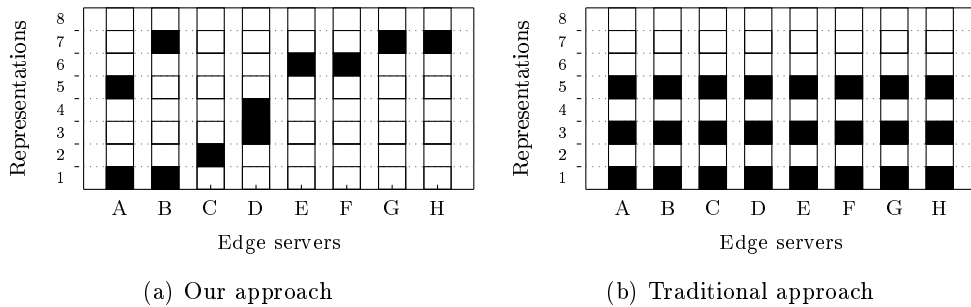 Representations
8
7
6
5
4
3
2
1
A B C D E F G H
Edge servers
(a) Our approach
Representations
8
7
6
5
4
3
2
1
A B C D E F G H
Edge servers
(b) Traditional approach